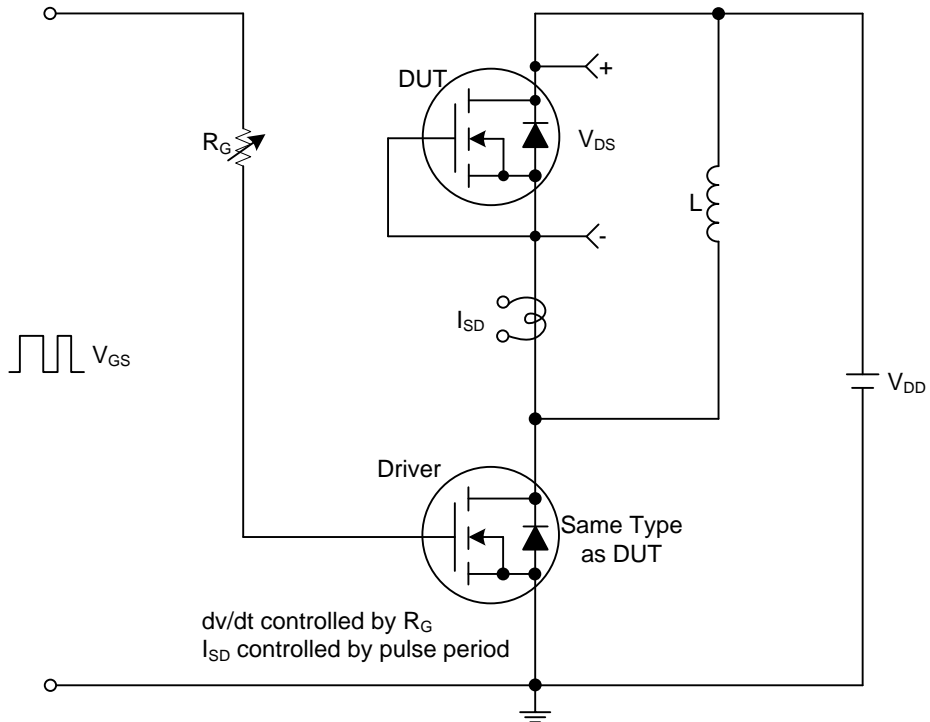 DUT
+
R_G
V_DS
L
-
I_SD
V_GS
V_DD
Driver
Same Type
as DUT
dv/dt controlled by R_G
I_SD controlled by pulse period